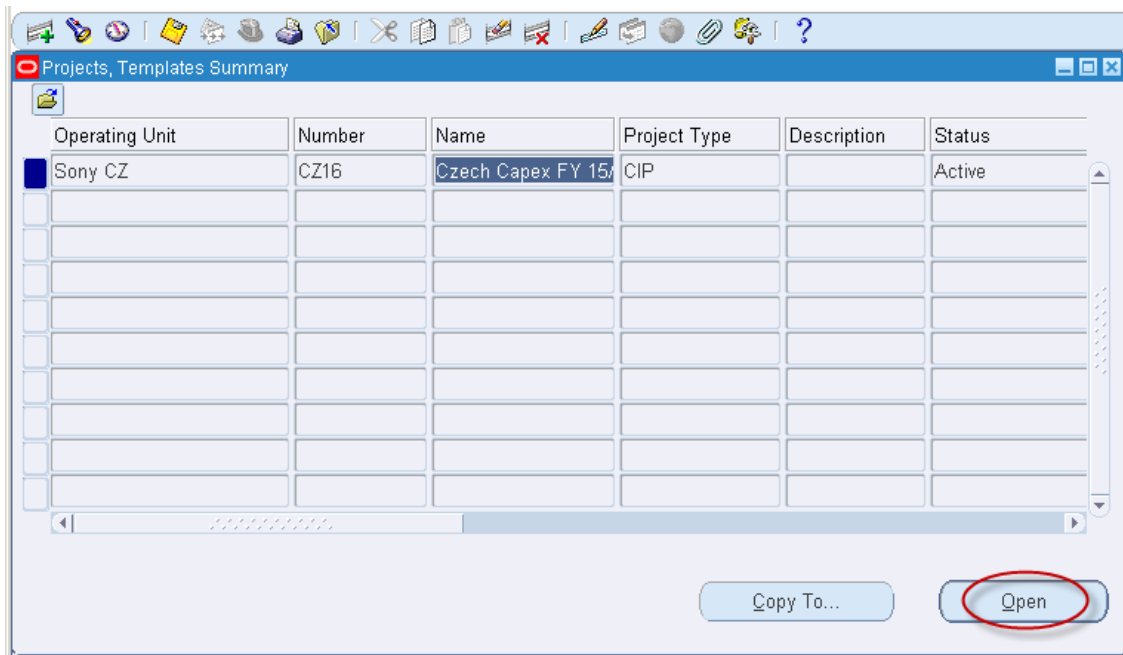 Projects, Templates Summary
Operating Unit Number Name Project Type Description Status
Sony CZ CZ16 Czech Capex FY 15/ CIP Active
Copy To... Open